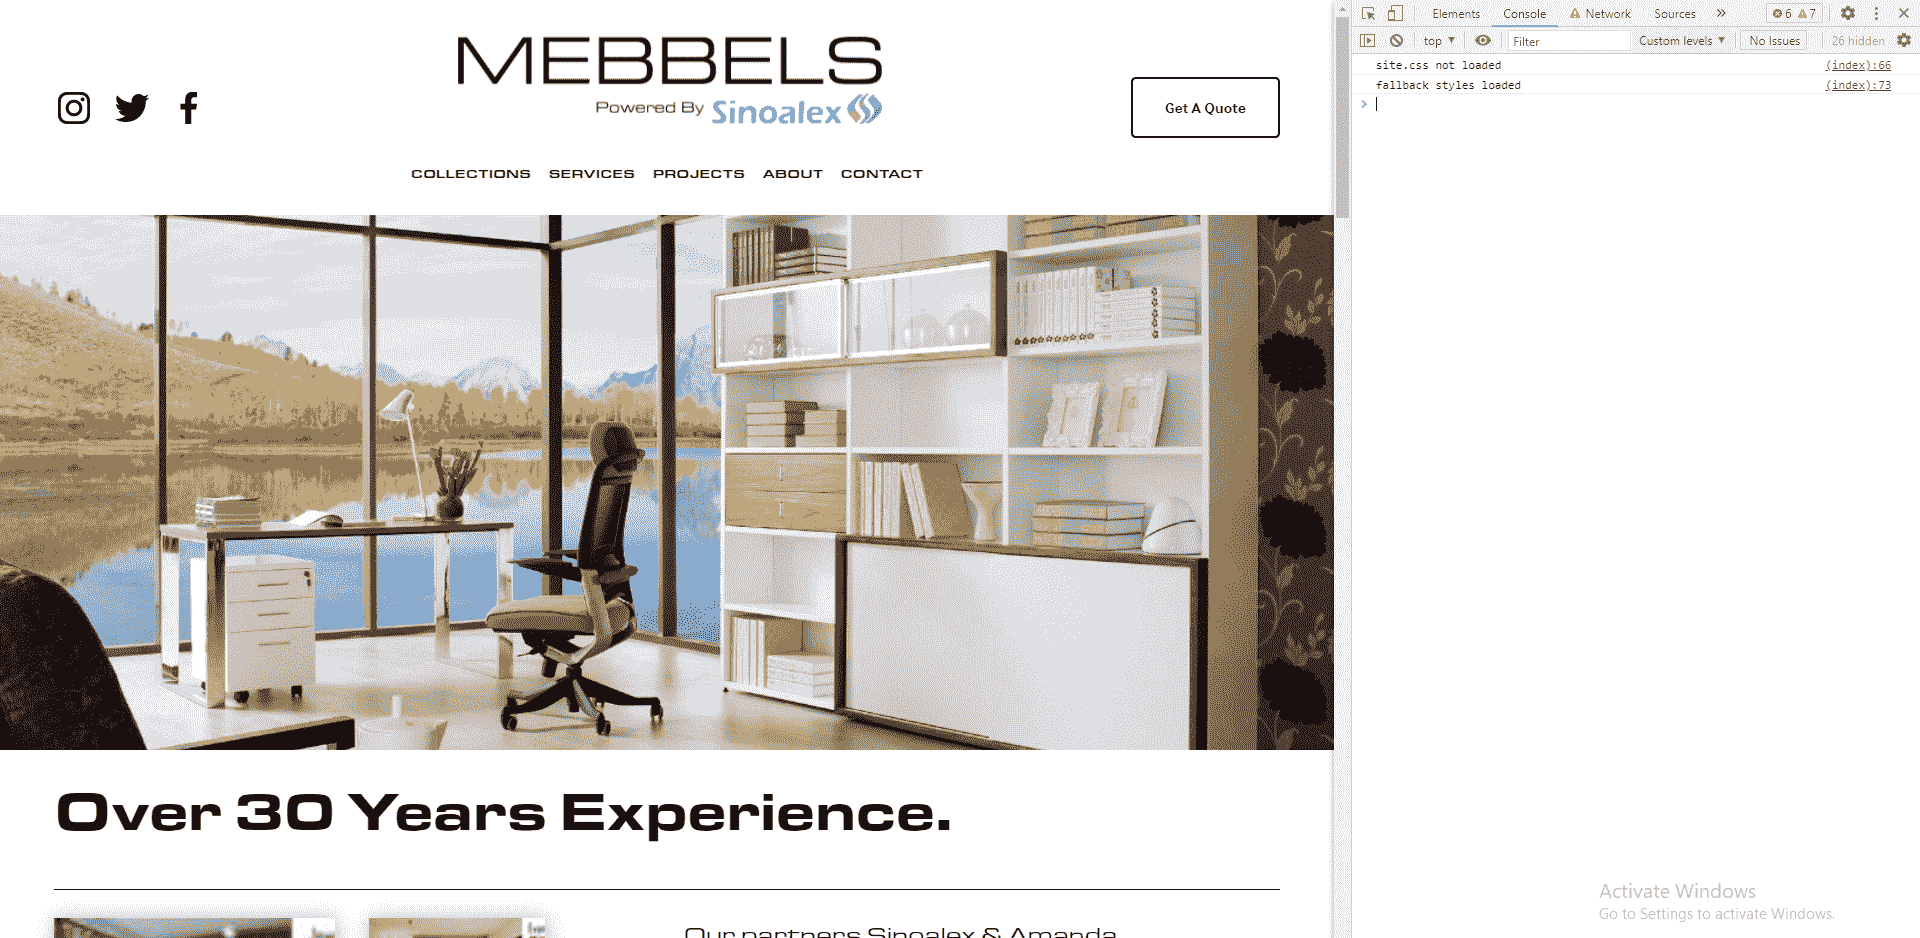 MEBBELS
Powered By Sinoalex
Get A Quote
COLLECTIONS SERVICES PROJECTS ABOUT CONTACT
Over 30 Years Experience.
Our partners Sinoalex & Amanda
Elements Console Network Sources » 6 7
top ▼ Filter Custom levels ▼ No Issues 26 hidden
site.css not loaded (index):66
fallback styles loaded (index):73
>
Activate Windows
Go to Settings to activate Windows.